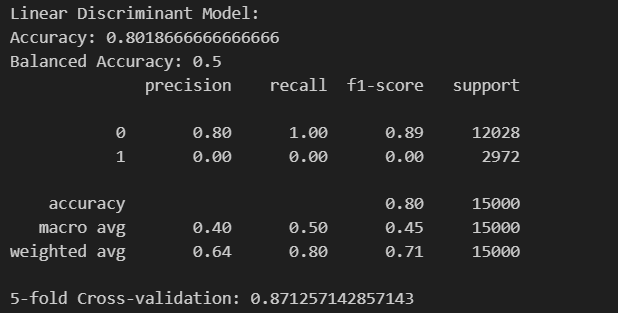 Linear Discriminant Model:
Accuracy: 0.8018666666666666
Balanced Accuracy: 0.5
precision recall f1-score support
0 0.80 1.00 0.89 12028
1 0.00 0.00 0.00 2972
accuracy 0.80 15000
macro avg 0.40 0.50 0.45 15000
weighted avg 0.64 0.80 0.71 15000
5-fold Cross-validation: 0.871257142857143